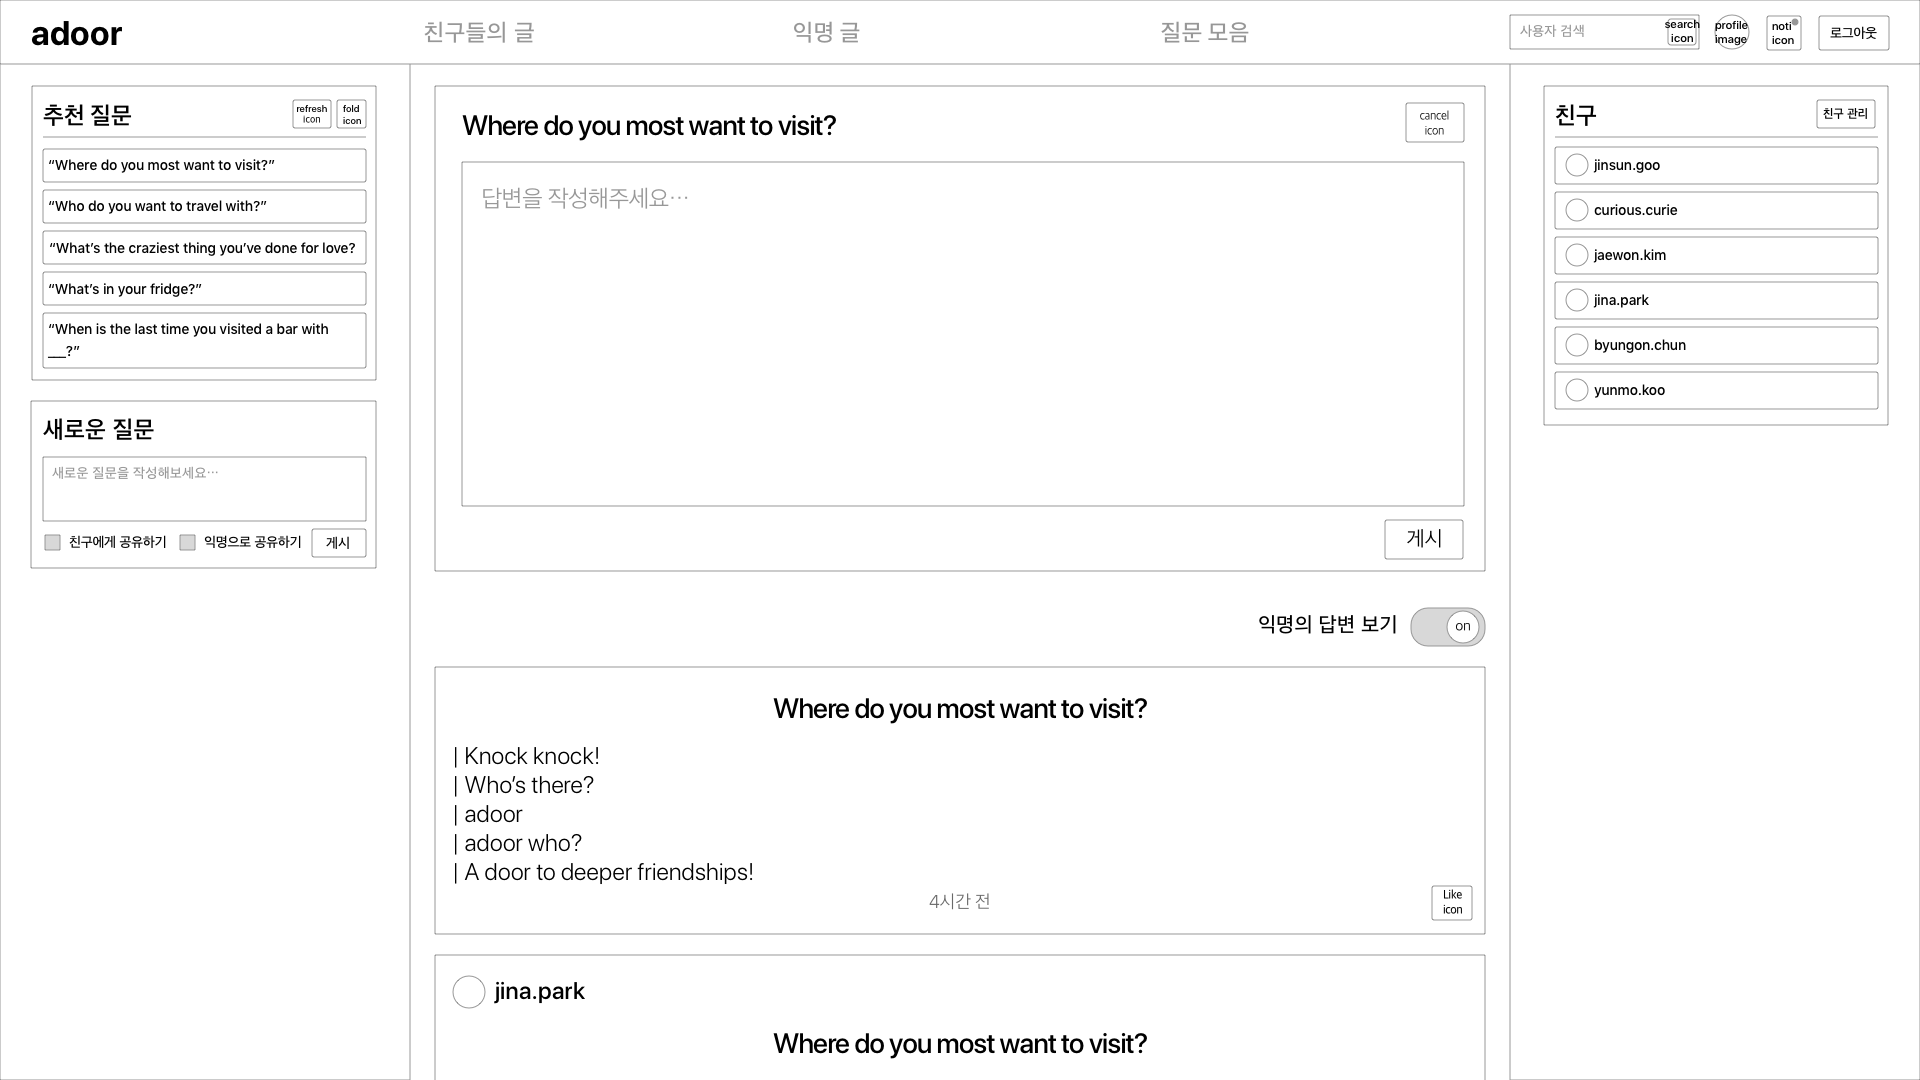 adoor
친구들의 글
익명 글
질문 모음
사용자 검색
search
icon
profile
image
noti
icon
로그아웃
추천 질문
refresh
icon
fold
icon
“Where do you most want to visit?”
“Who do you want to travel with?”
“What’s the craziest thing you’ve done for love?
“What’s in your fridge?”
“When is the last time you visited a bar with
___?”
새로운 질문
새로운 질문을 작성해보세요…
친구에게 공유하기
익명으로 공유하기
게시
Where do you most want to visit?
cancel
icon
답변을 작성해주세요…
게시
익명의 답변 보기
on
Where do you most want to visit?
| Knock knock!
| Who’s there?
| adoor
| adoor who?
| A door to deeper friendships!
4시간 전
Like
icon
jina.park
Where do you most want to visit?
친구
친구 관리
jinsun.goo
curious.curie
jaewon.kim
jina.park
byungon.chun
yunmo.koo